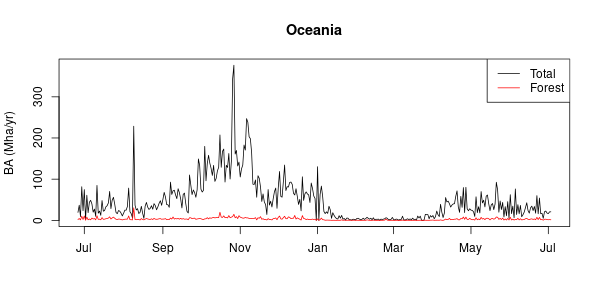 Oceania
Total
Forest
BA (Mha/yr)
300
200
100
0
Jul Sep Nov Jan Mar May Jul